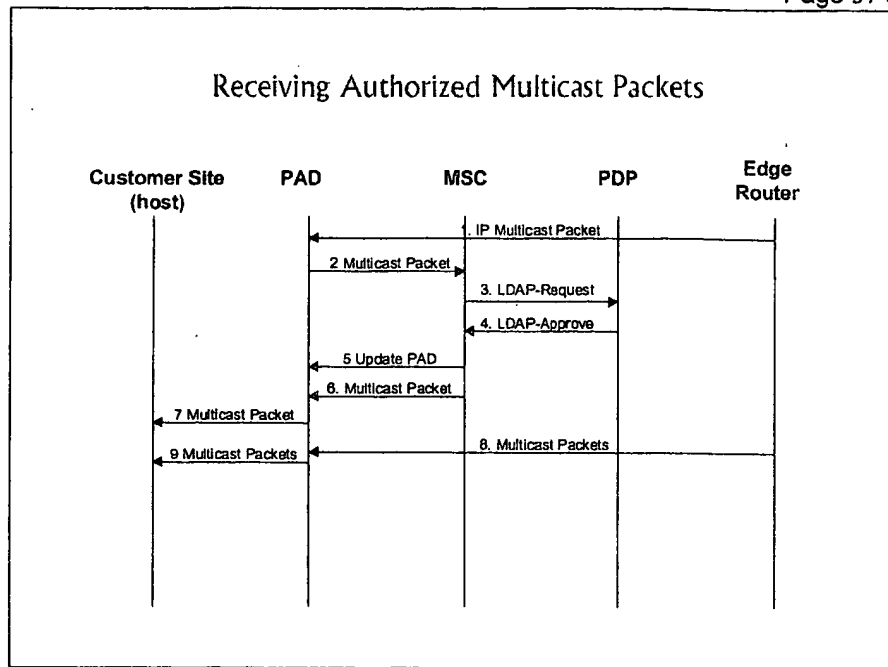 Receiving Authorized Multicast Packets
Customer Site
(host)
PAD
MSC
PDP
Edge
Router
1. IP Multicast Packet
2 Multicast Packet
3. LDAP-Request
4. LDAP-Approve
5 Update PAD
6. Multicast Packet
7 Multicast Packet
8. Multicast Packets
9 Multicast Packets